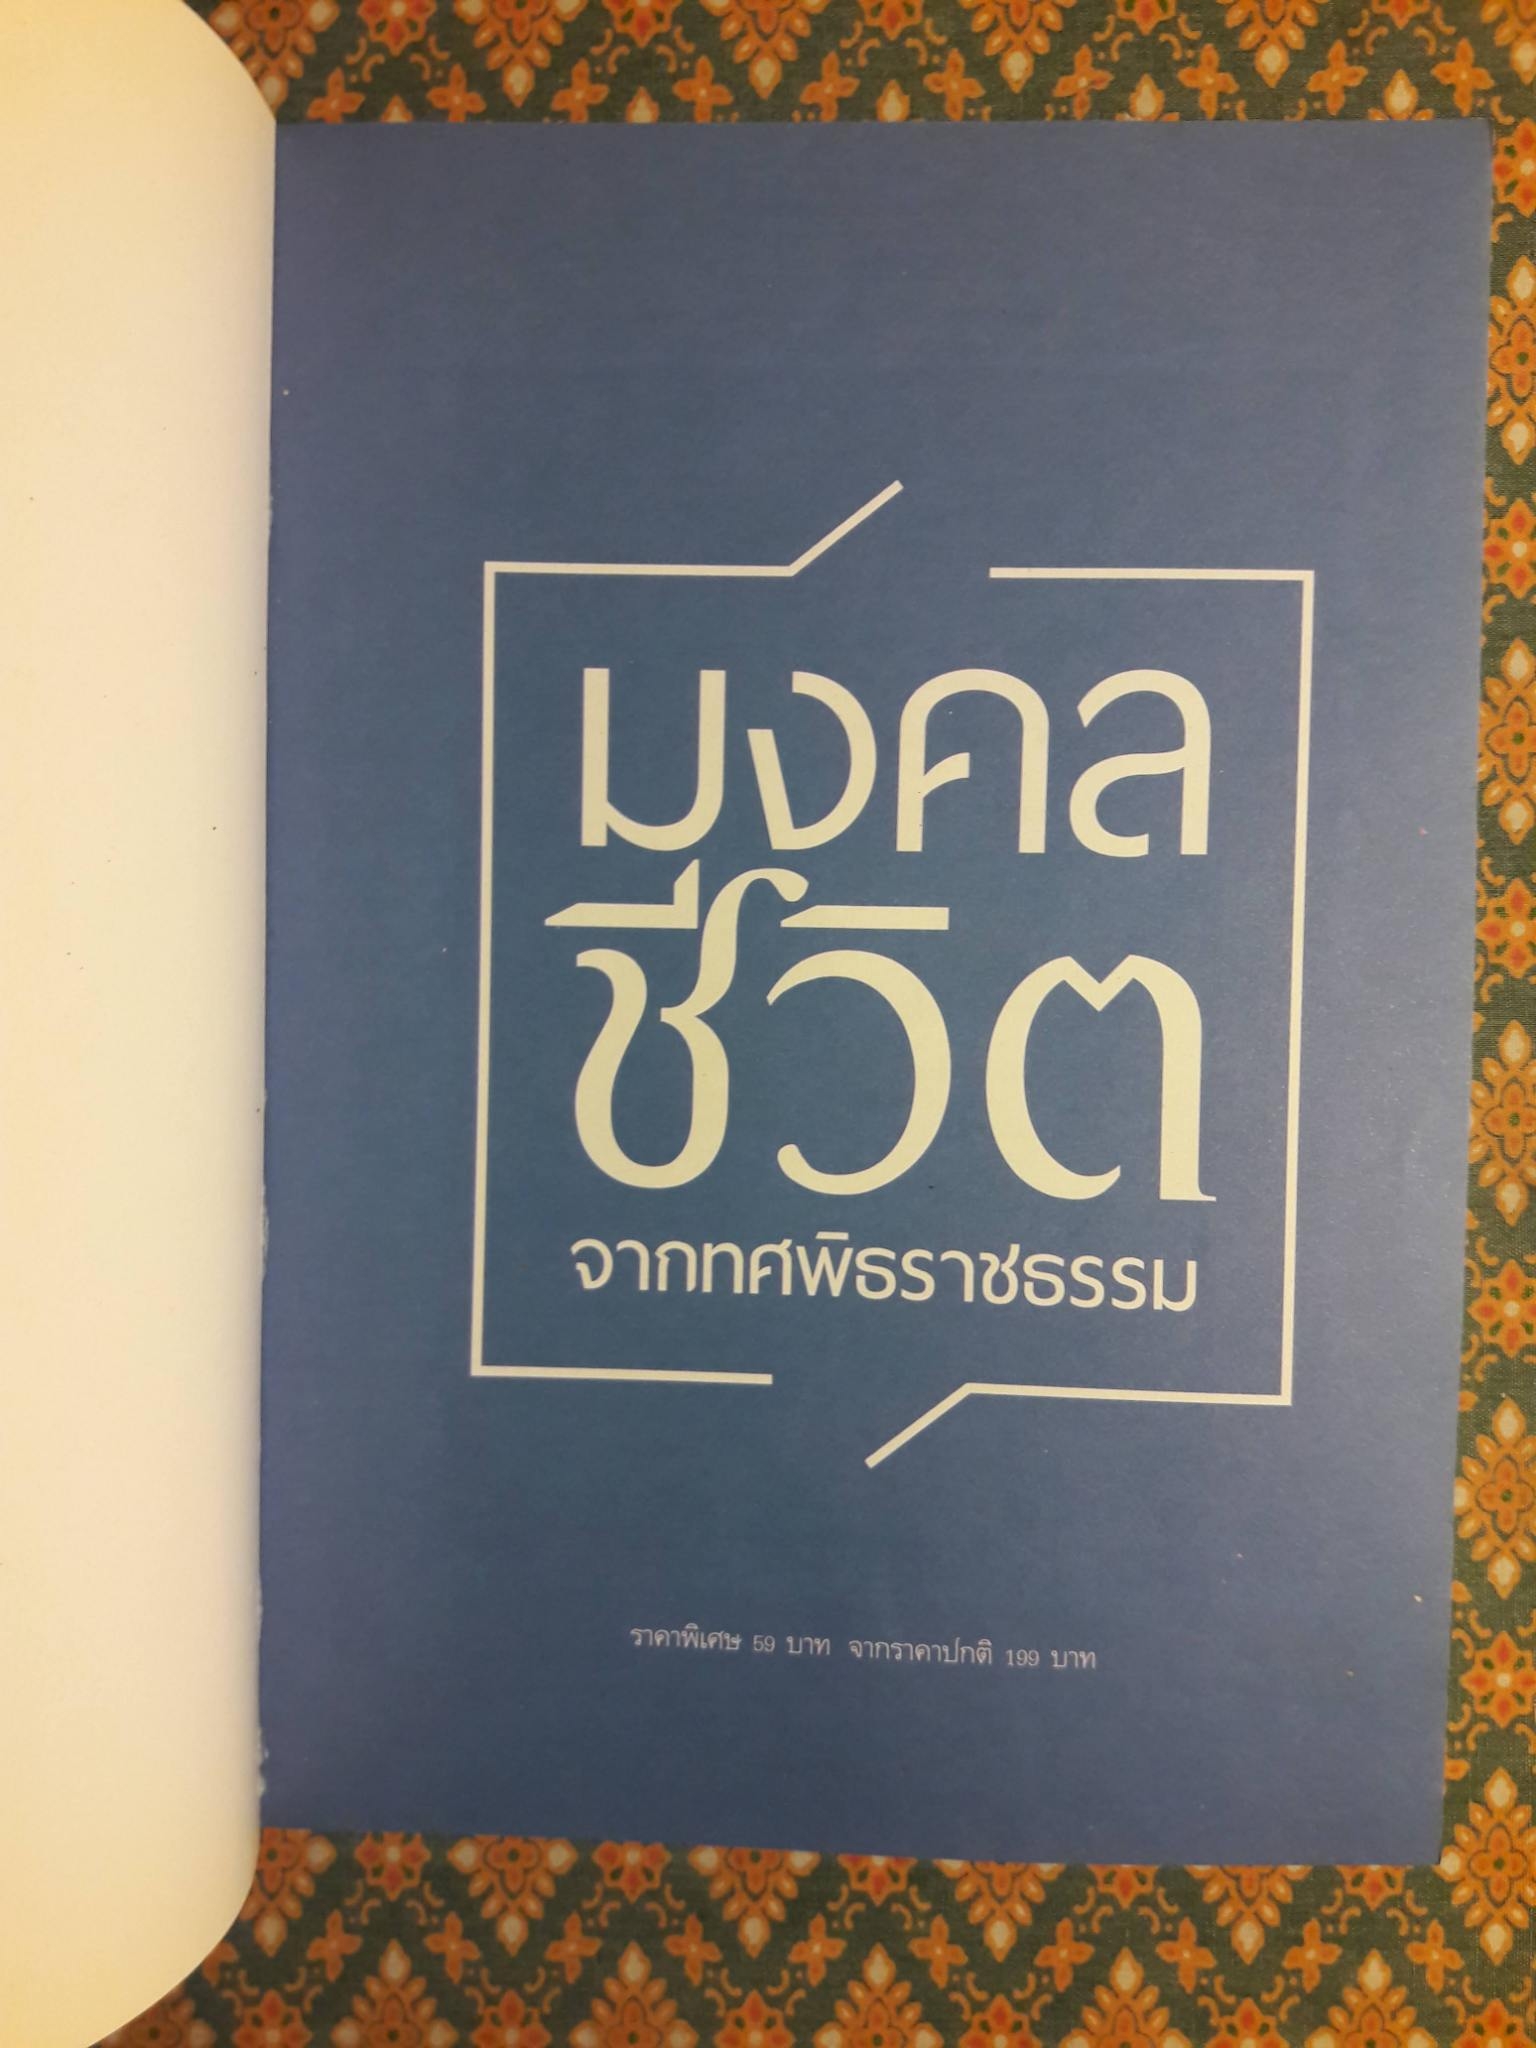 มงคล
ชีวิต
จากทศพิธราชธรรม
ราคาพิเศษ 59 บาท จากราคาปกติ 199 บาท